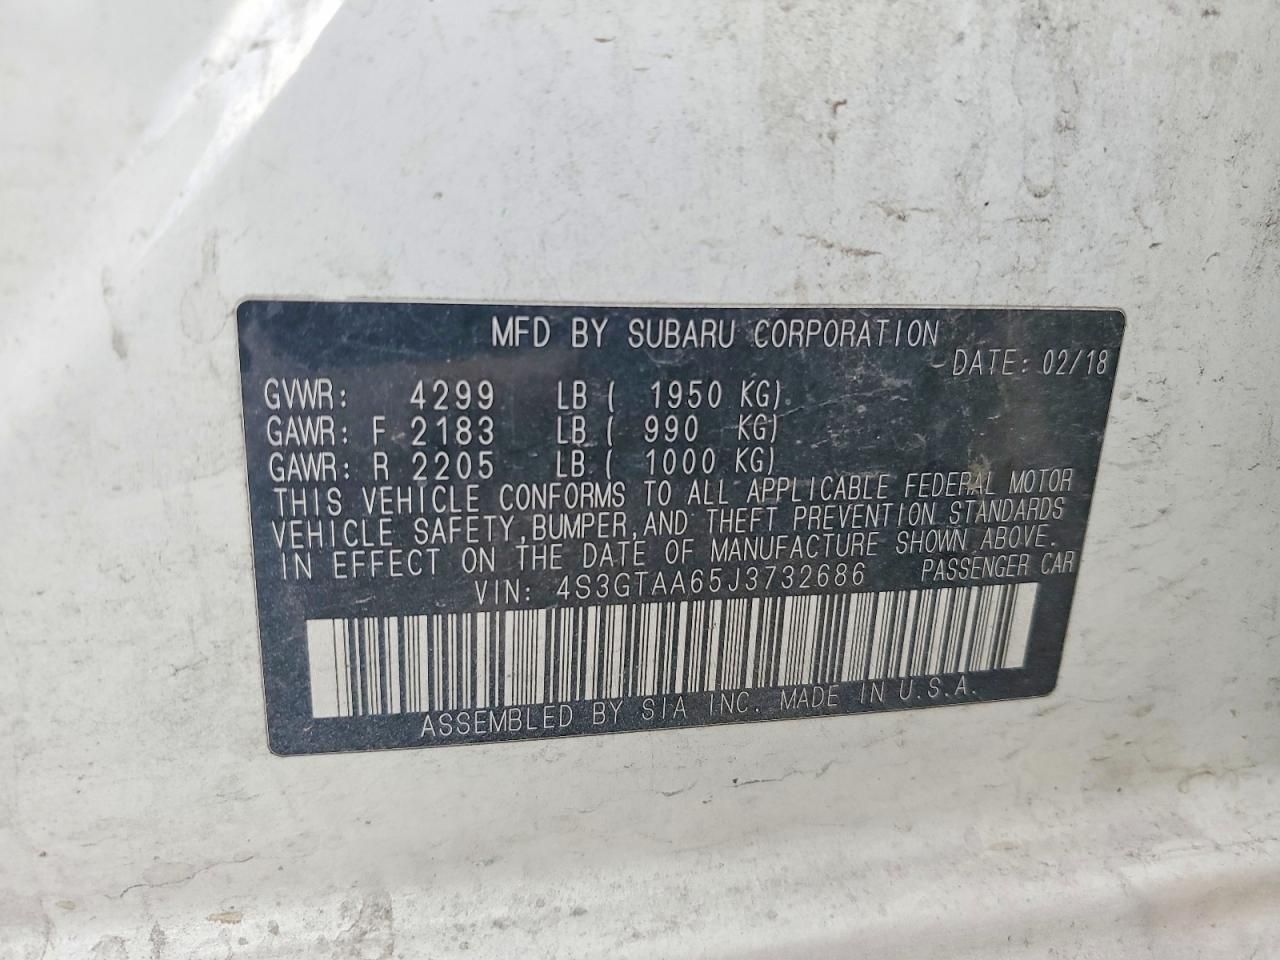 MFD BY SUBARU CORPORATION
DATE: 02/18
GVWR: 4299 LB ( 1950 KG)
GAWR: F 2183 LB ( 990 KG)
GAWR: R 2205 LB ( 1000 KG)
THIS VEHICLE CONFORMS TO ALL APPLICABLE FEDERAL MOTOR
VEHICLE SAFETY, BUMPER, AND THEFT PREVENTION STANDARDS
IN EFFECT ON THE DATE OF MANUFACTURE SHOWN ABOVE.
VIN: 4S3GTAA65J3732686 PASSENGER CAR
ASSEMBLED BY SIA INC. MADE IN U.S.A.